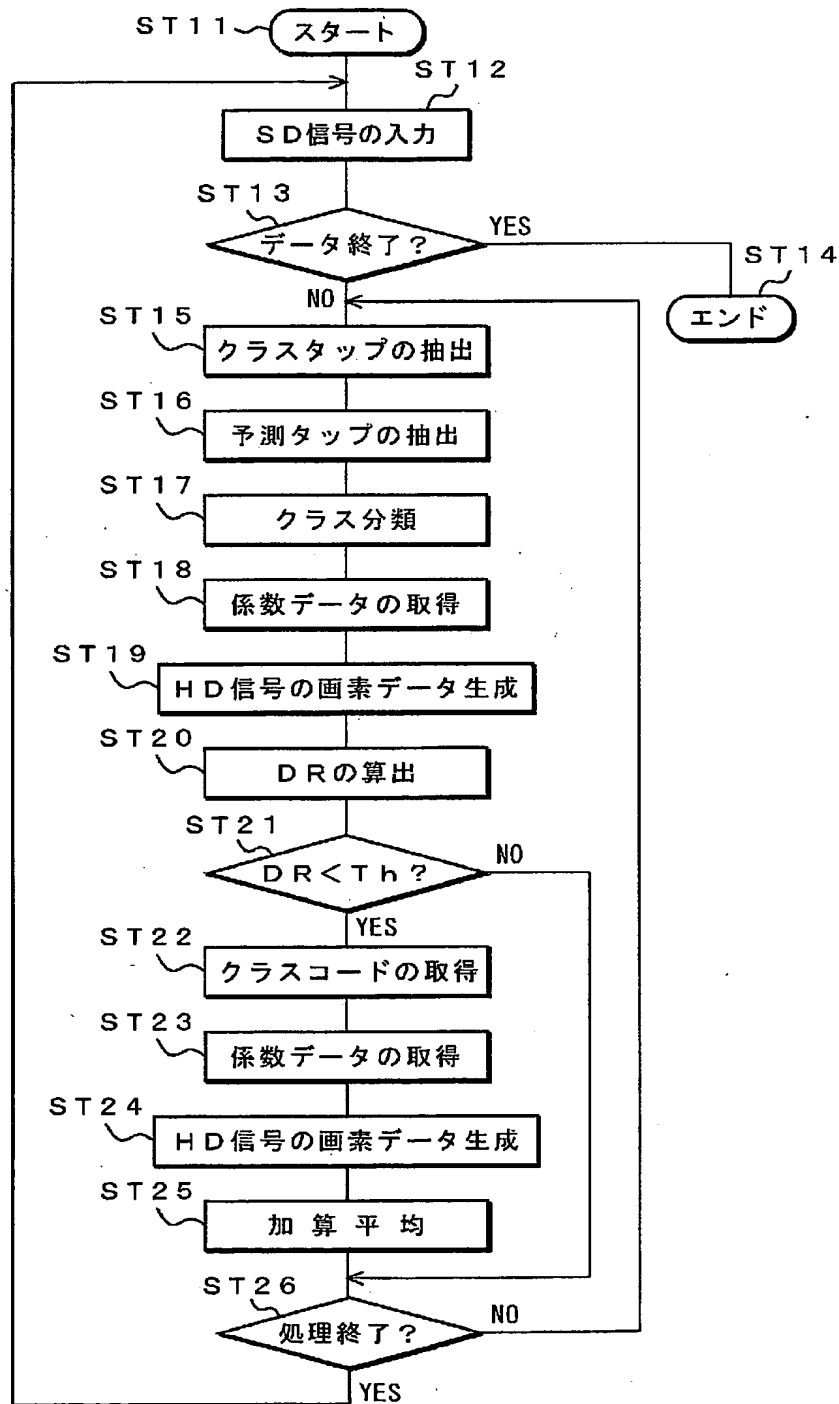 ST11
スタート
ST12
SD信号の入力
ST13
データ終了?
YES
ST14
エンド
NO
ST15
クラスタップの抽出
ST16
予測タップの抽出
ST17
クラス分類
ST18
係数データの取得
ST19
HD信号の画素データ生成
ST20
DRの算出
ST21
DR<Th?
NO
YES
ST22
クラスコードの取得
ST23
係数データの取得
ST24
HD信号の画素データ生成
ST25
加算平均
ST26
処理終了?
NO
YES